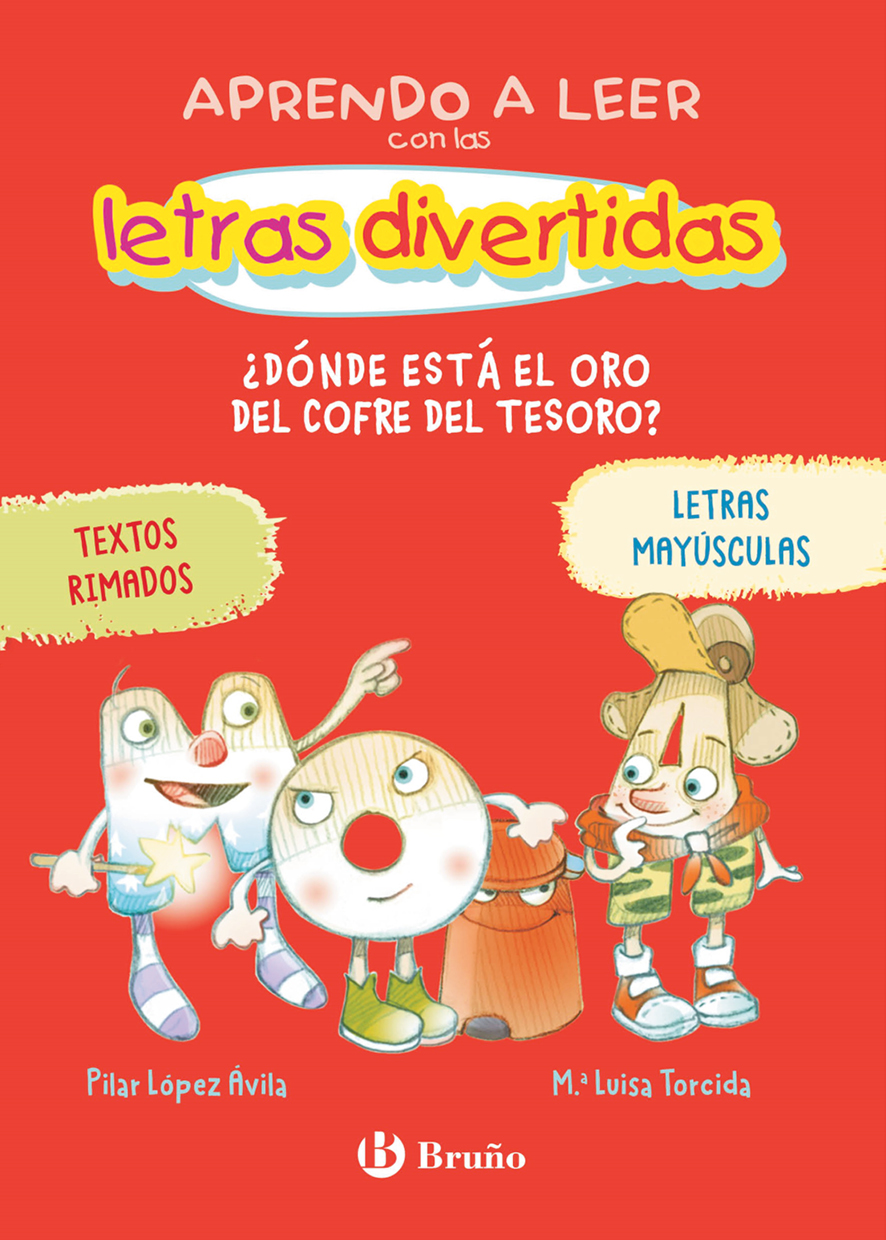 APRENDO A LEER
con las
letras divertidas
¿DÓNDE ESTÁ EL ORO
DEL COFRE DEL TESORO?
TEXTOS
RIMADOS
LETRAS
MAYÚSCULAS
Pilar López Ávila
M.ª Luisa Torcida
B Bruño